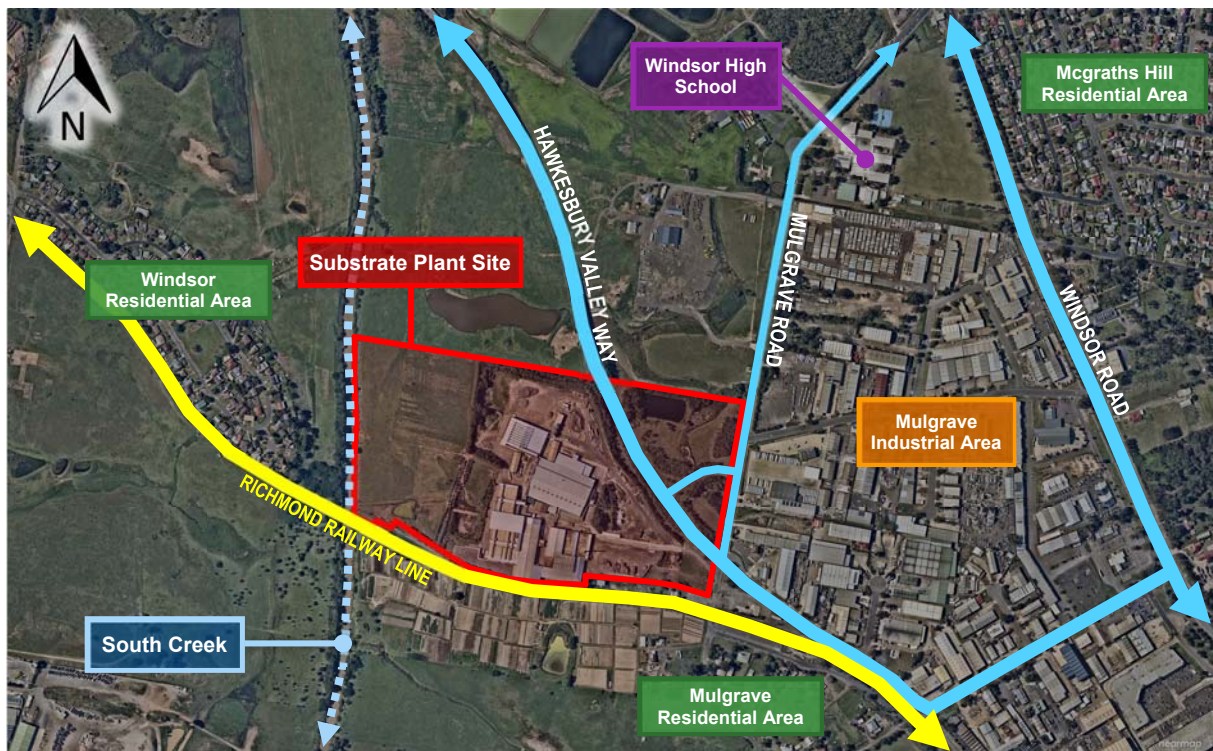 N
Windsor High
School
Mcgraths Hill
Residential Area
HAWKESBURY VALLEY WAY
MULGRAVE ROAD
Windsor
Residential Area
Substrate Plant Site
WINDSOR ROAD
Mulgrave
Industrial Area
RICHMOND RAILWAY LINE
South Creek
Mulgrave
Residential Area
nearmap